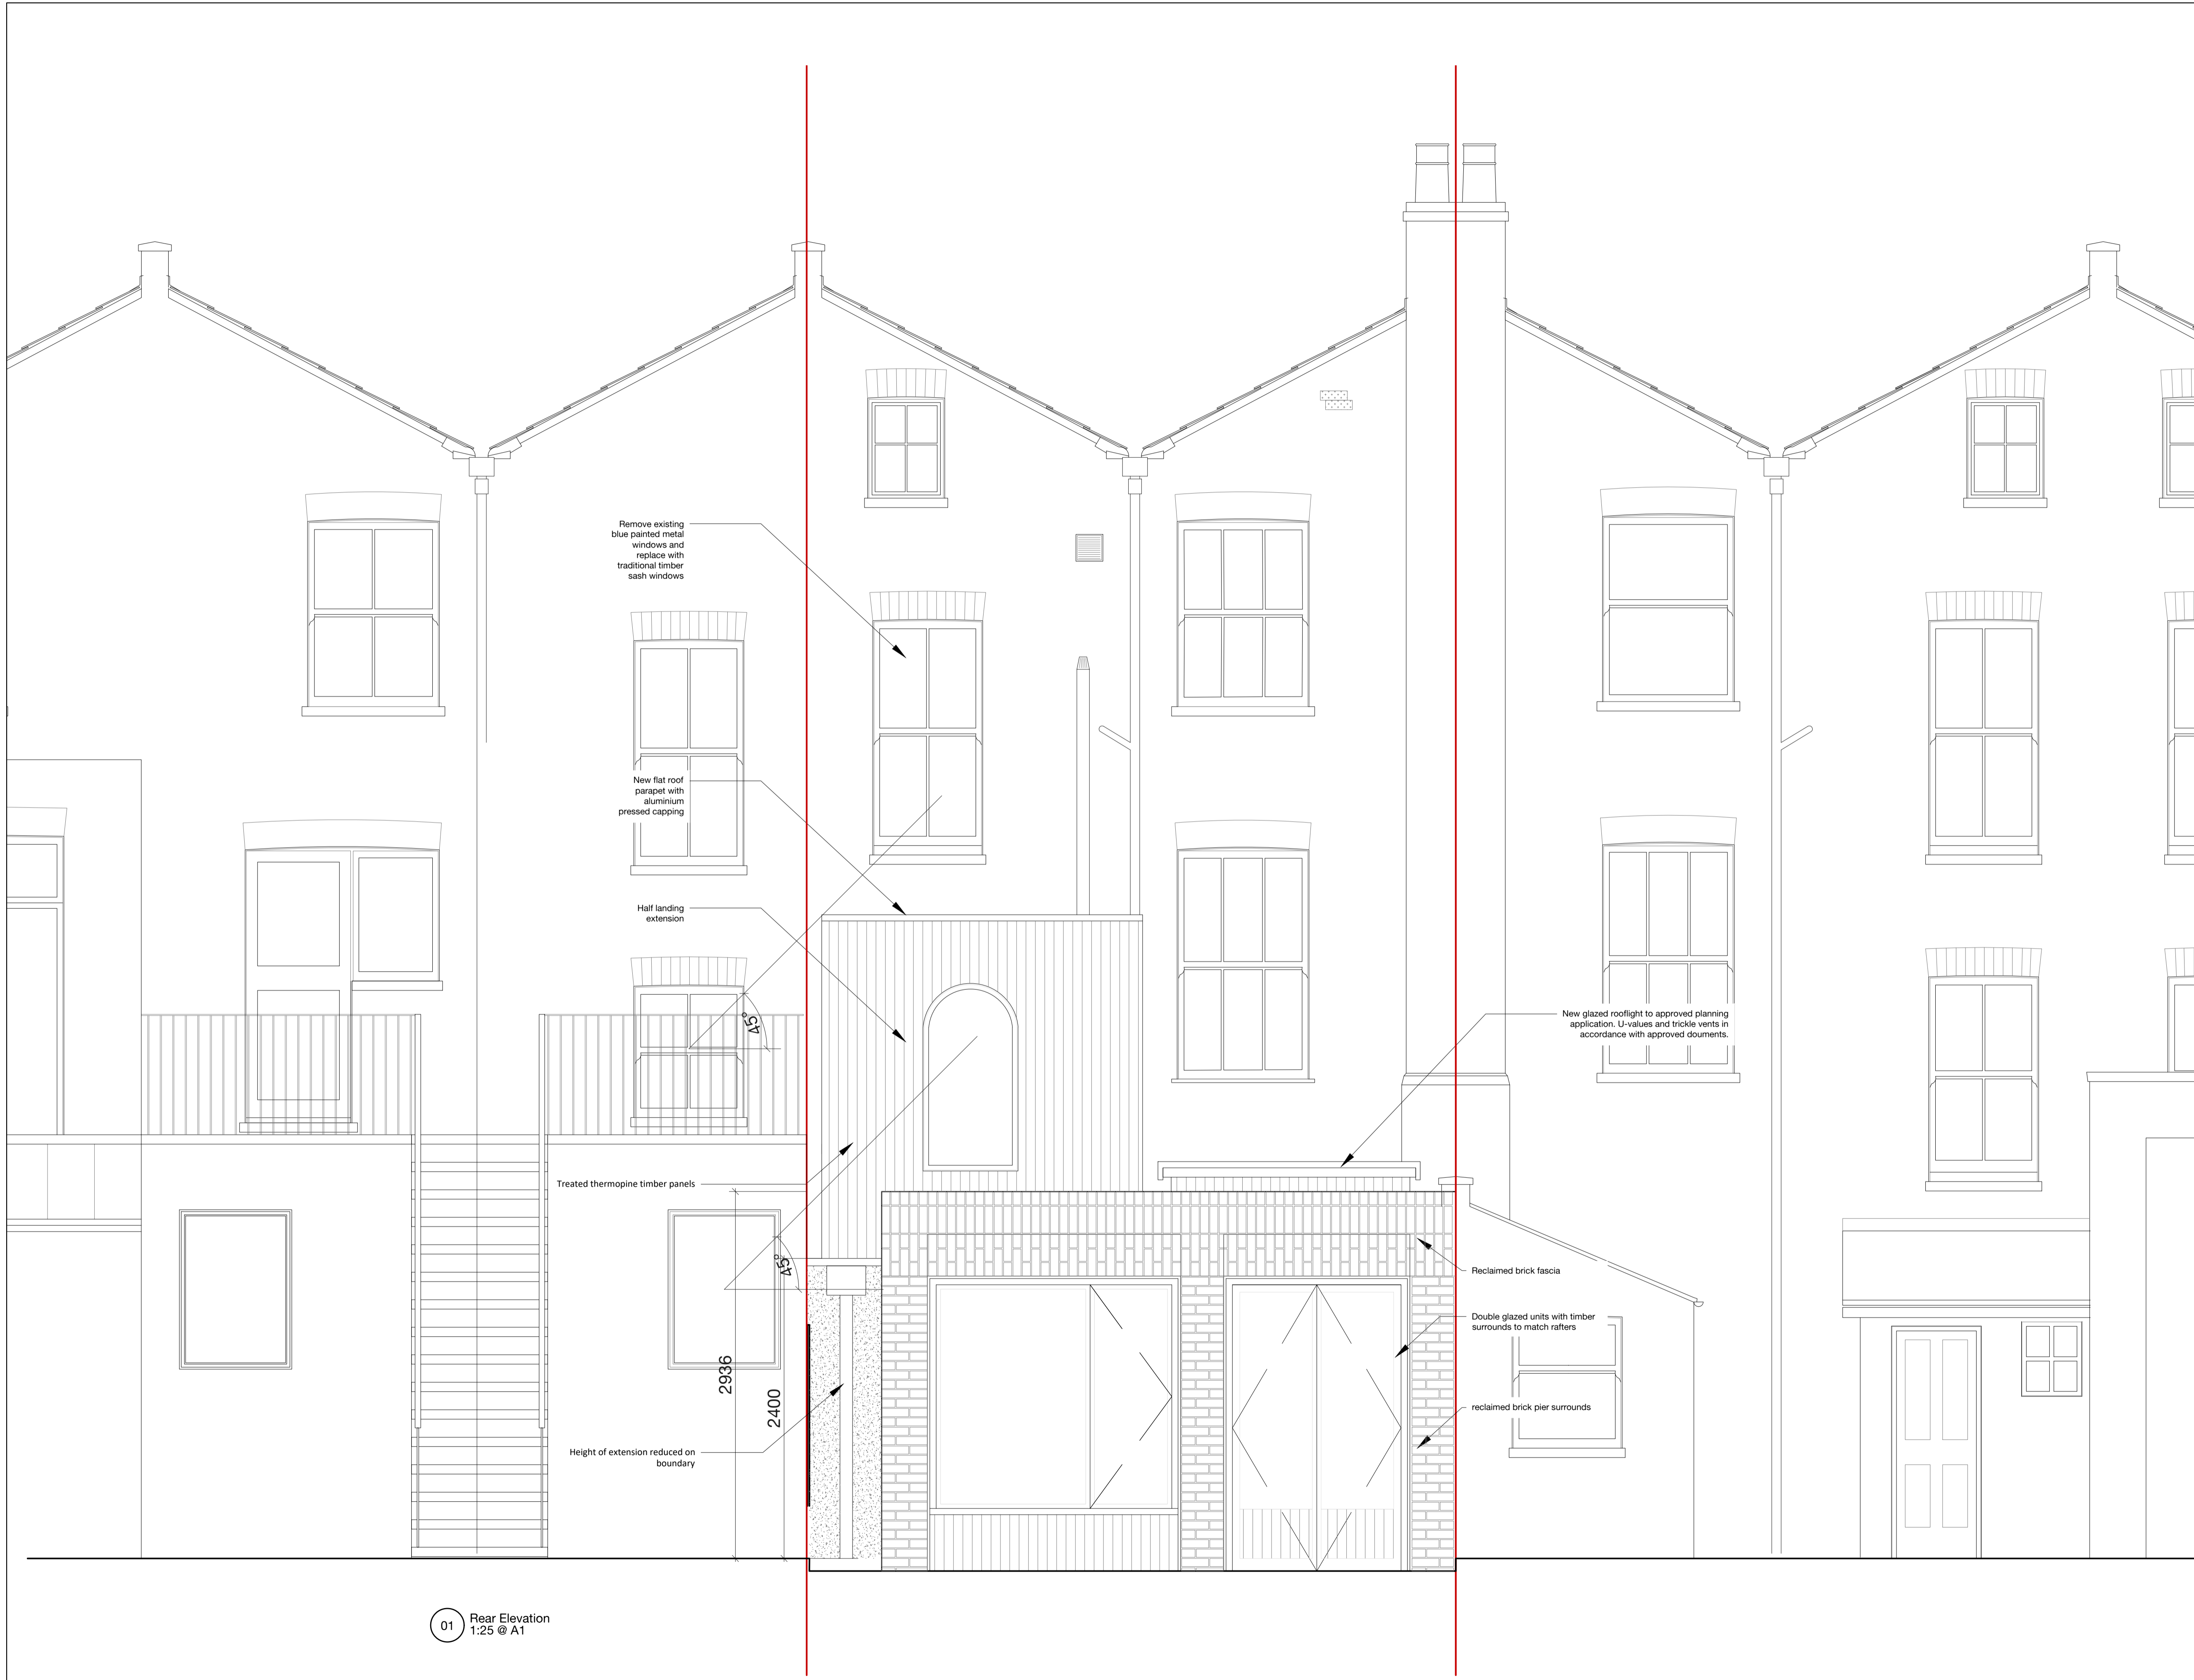 Remove existing
blue painted metal
windows and
replace with
traditional timber
sash windows
New flat roof
parapet with
aluminium
pressed capping
Half landing
extension
45°
New glazed rooflight to approved planning
application. U-values and trickle vents in
accordance with approved douments.
Treated thermopine timber panels
45°
Reclaimed brick fascia
Double glazed units with timber
surrounds to match rafters
2936
2400
reclaimed brick pier surrounds
Height of extension reduced on
boundary
01
Rear Elevation
1:25 @ A1